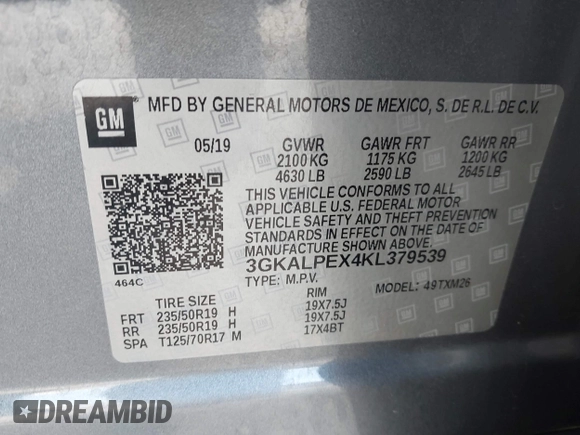 GM
MFD BY GENERAL MOTORS DE MEXICO, S. DE R.L. DE C.V.
05/19 GVWR GAWR FRT GAWR RR
2100 KG 1175 KG 1200 KG
4630 LB 2590 LB 2645 LB
THIS VEHICLE CONFORMS TO ALL
APPLICABLE U.S. FEDERAL MOTOR
VEHICLE SAFETY AND THEFT PREVENTION
STANDARDS IN EFFECT ON THE DATE OF
MANUFACTURE SHOWN ABOVE.
3GKALPEX4KL379539
TYPE: M.P.V. MODEL: 49TXM26
464C
TIRE SIZE RIM
FRT 235/50R19 H 19X7.5J
RR 235/50R19 H 19X7.5J
SPA T125/70R17 M 17X4BT
DREAMBID